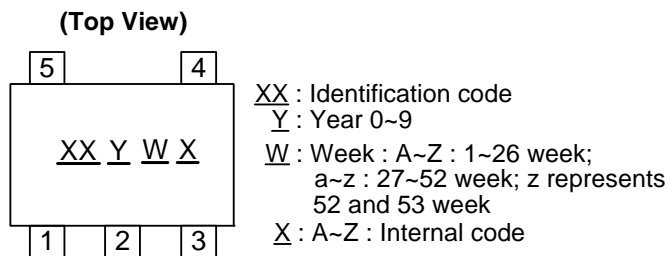 (Top View)
5 4
XX Y W X
1 2 3
XX : Identification code
Y : Year 0~9
W : Week : A~Z : 1~26 week;
a~z : 27~52 week; z represents
52 and 53 week
X : A~Z : Internal code